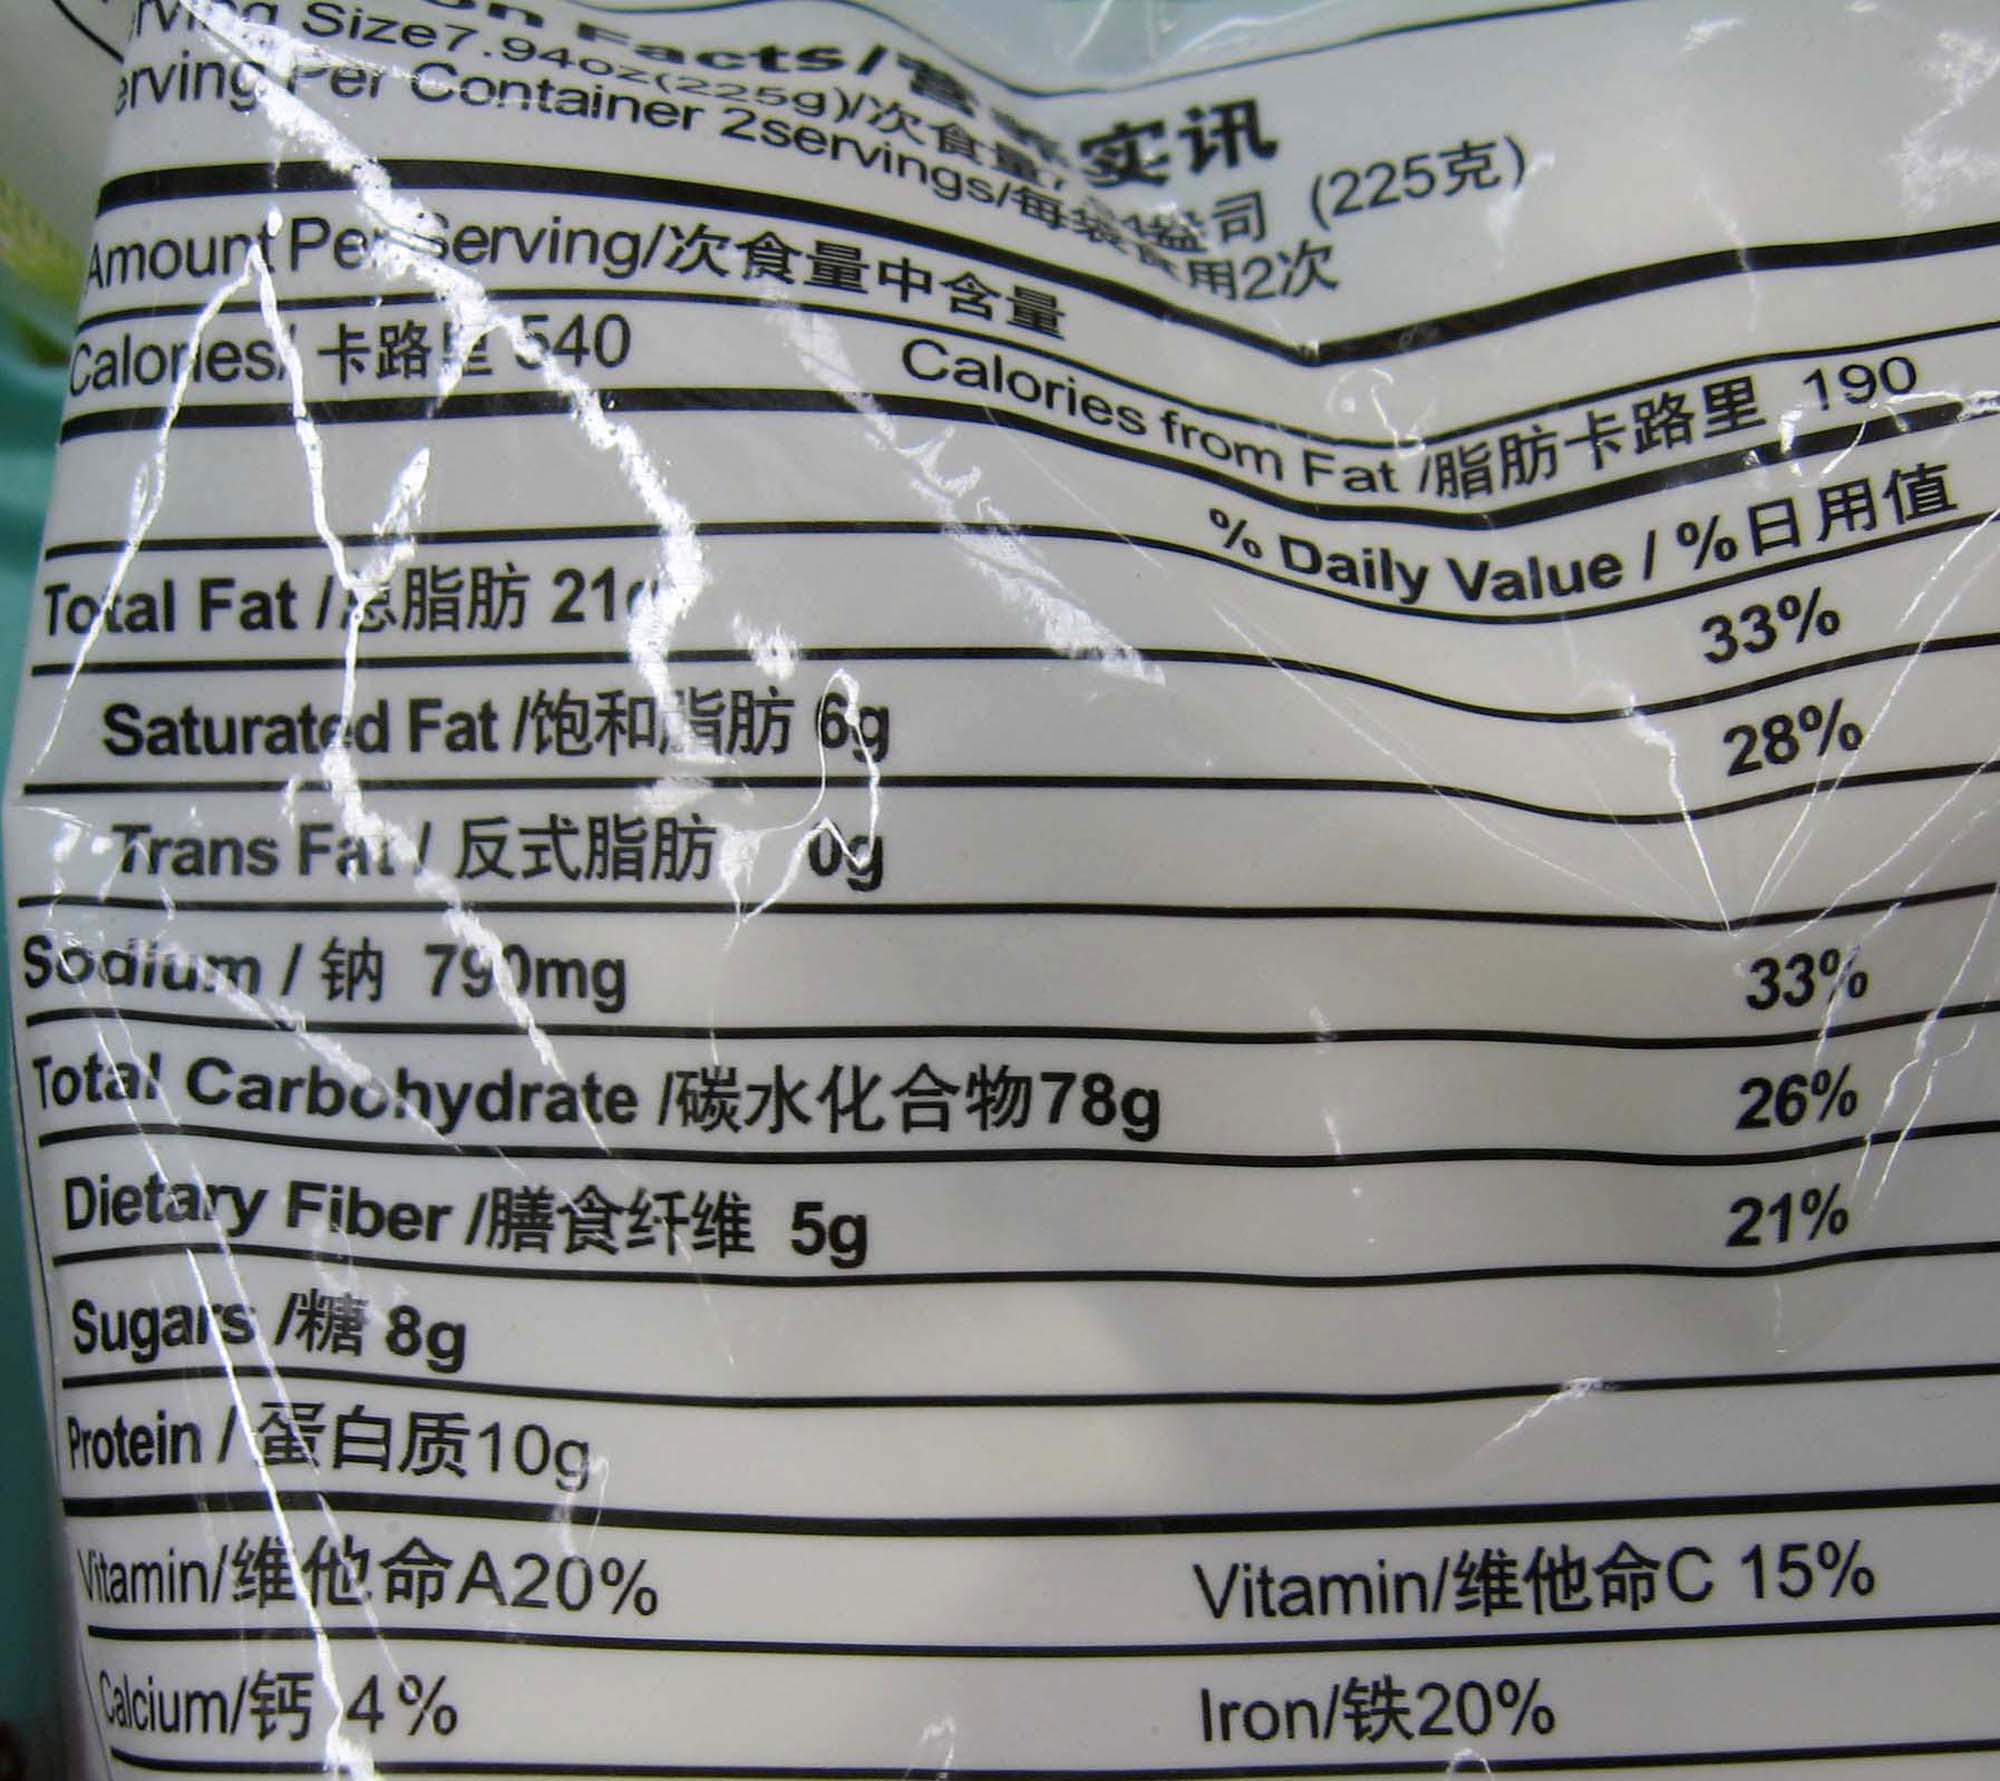 Facts/营养实讯
Size7.94oz(225g)/次食量, (225克)
Per Container 2servings/每袋食用2次
Amount Per Serving/次食量中含量
Calories/ 卡路里 540 Calories from Fat /脂肪卡路里 190
% Daily Value / %日用值
Total Fat /总脂肪 21g 33%
Saturated Fat /饱和脂肪 6g 28%
Trans Fat / 反式脂肪 0g
Sodium / 钠 790mg 33%
Total Carbohydrate /碳水化合物78g 26%
Dietary Fiber /膳食纤维 5g 21%
Sugars /糖 8g
Protein / 蛋白质10g
Vitamin/维他命A20% Vitamin/维他命C 15%
Calcium/钙 4% Iron/铁20%